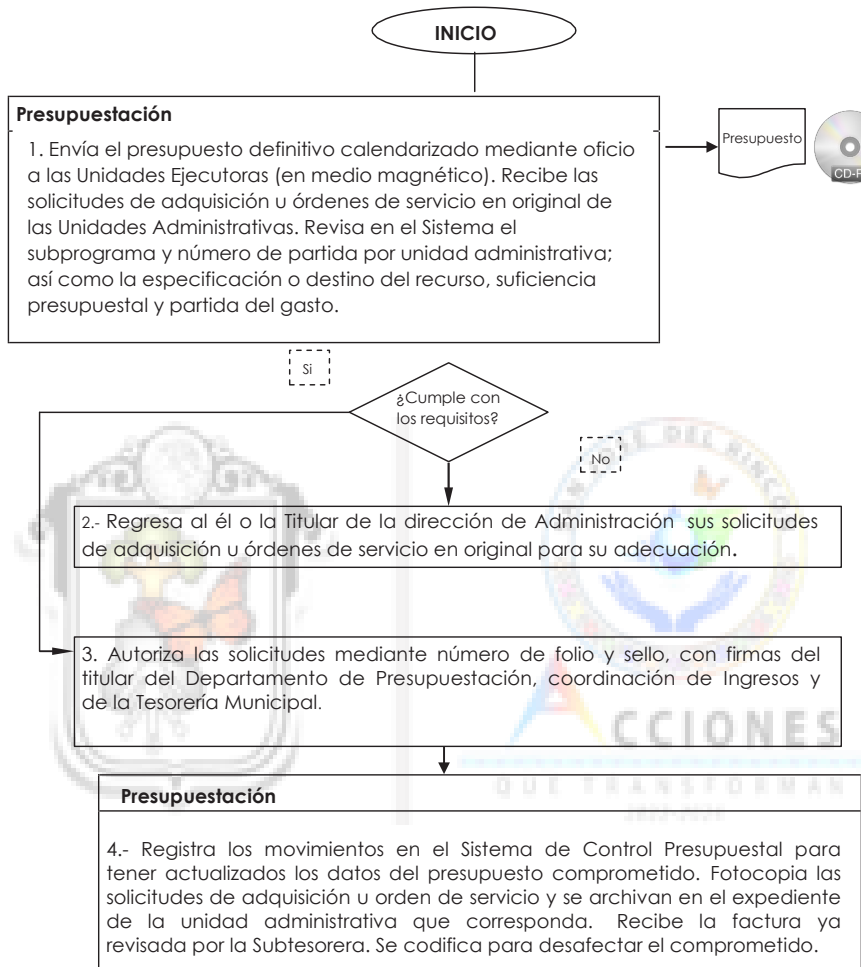 INICIO
Presupuestación
1. Envía el presupuesto definitivo calendarizado mediante oficio
a las Unidades Ejecutoras (en medio magnético). Recibe las
solicitudes de adquisición u órdenes de servicio en original de
las Unidades Administrativas. Revisa en el Sistema el
subprograma y número de partida por unidad administrativa;
así como la especificación o destino del recurso, suficiencia
presupuestal y partida del gasto.
Presupuesto
Si
¿Cumple con
los requisitos?
No
2.- Regresa al él o la Titular de la dirección de Administración sus solicitudes
de adquisición u órdenes de servicio en original para su adecuación.
3. Autoriza las solicitudes mediante número de folio y sello, con firmas del
titular del Departamento de Presupuestación, coordinación de Ingresos y
de la Tesorería Municipal.
ACCIONES
QUE TRANSFORMAN
Presupuestación
4.- Registra los movimientos en el Sistema de Control Presupuestal para
tener actualizados los datos del presupuesto comprometido. Fotocopia las
solicitudes de adquisición u orden de servicio y se archivan en el expediente
de la unidad administrativa que corresponda. Recibe la factura ya
revisada por la Subtesorera. Se codifica para desafectar el comprometido.